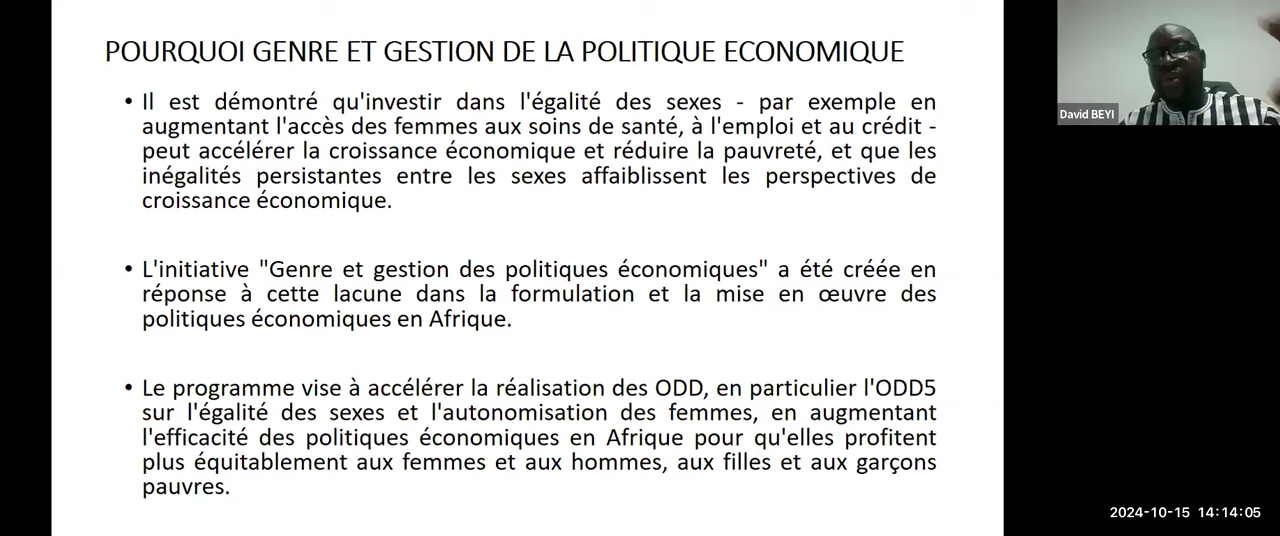 POURQUOI GENRE ET GESTION DE LA POLITIQUE ECONOMIQUE
• Il est démontré qu'investir dans l'égalité des sexes - par exemple en
augmentant l'accès des femmes aux soins de santé, à l'emploi et au crédit -
peut accélérer la croissance économique et réduire la pauvreté, et que les
inégalités persistantes entre les sexes affaiblissent les perspectives de
croissance économique.
• L'initiative "Genre et gestion des politiques économiques" a été créée en
réponse à cette lacune dans la formulation et la mise en œuvre des
politiques économiques en Afrique.
• Le programme vise à accélérer la réalisation des ODD, en particulier l'ODD5
sur l'égalité des sexes et l'autonomisation des femmes, en augmentant
l'efficacité des politiques économiques en Afrique pour qu'elles profitent
plus équitablement aux femmes et aux hommes, aux filles et aux garçons
pauvres.
David BEYI
2024-10-15 14:14:05